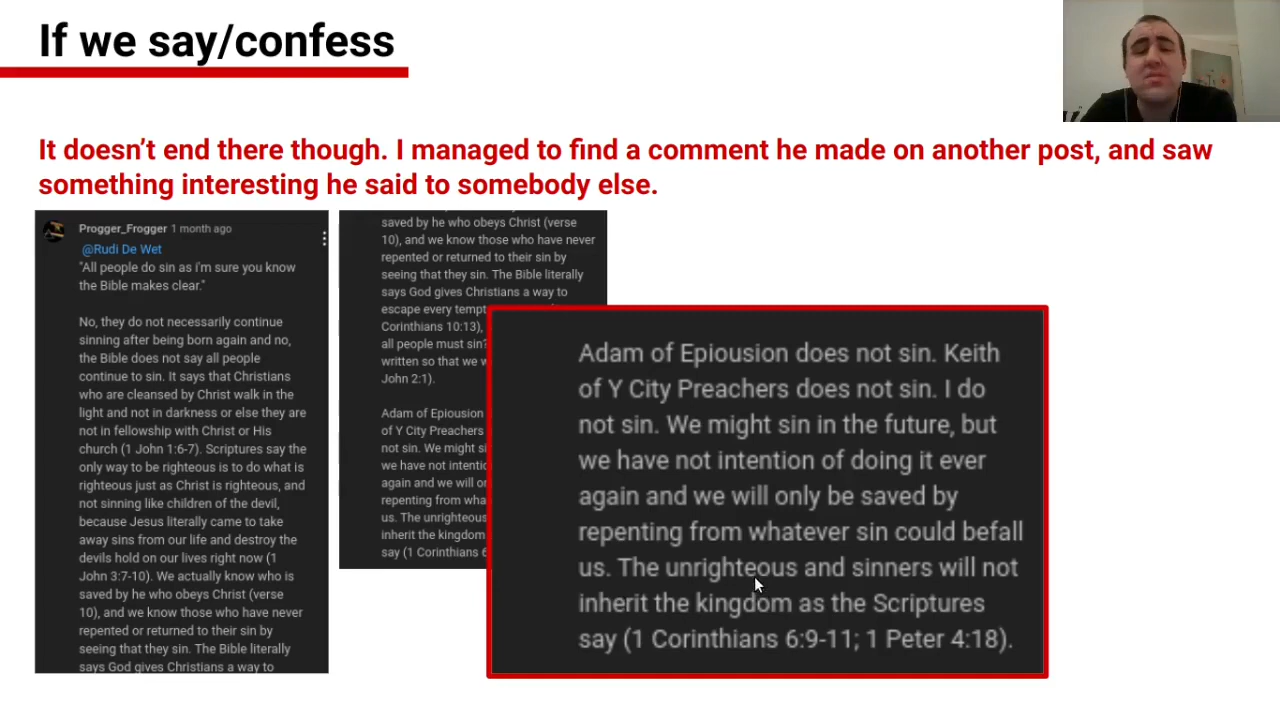 If we say/confess
It doesn’t end there though. I managed to find a comment he made on another post, and saw
something interesting he said to somebody else.
Progger_Frogger 1 month ago
@Rudi De Wet
"All people do sin as i'm sure you know
the Bible makes clear."
No, they do not necessarily continue
sinning after being born again and no,
the Bible does not say all people
continue to sin. It says that Christians
who are cleansed by Christ walk in the
light and not in darkness or else they are
not in fellowship with Christ or His
church (1 John 1:6-7). Scriptures say the
only way to be righteous is to do what is
righteous just as Christ is righteous, and
not sinning like children of the devil,
because Jesus literally came to take
away sins from our life and destroy the
devils hold on our lives right now (1
John 3:7-10). We actually know who is
saved by he who obeys Christ (verse
10), and we know those who have never
repented or returned to their sin by
seeing that they sin. The Bible literally
says God gives Christians a way to
saved by he who obeys Christ (verse
10), and we know those who have never
repented or returned to their sin by
seeing that they sin. The Bible literally
says God gives Christians a way to
escape every tempt
Corinthians 10:13),
all people must sin?
written so that we w
John 2:1).
Adam of Epiousion
of Y City Preachers
not sin. We might si
we have not intentio
again and we will on
repenting from wha
us. The unrighteous
inherit the kingdom
say (1 Corinthians 6
Adam of Epiousion does not sin. Keith
of Y City Preachers does not sin. I do
not sin. We might sin in the future, but
we have not intention of doing it ever
again and we will only be saved by
repenting from whatever sin could befall
us. The unrighteous and sinners will not
inherit the kingdom as the Scriptures
say (1 Corinthians 6:9-11; 1 Peter 4:18).